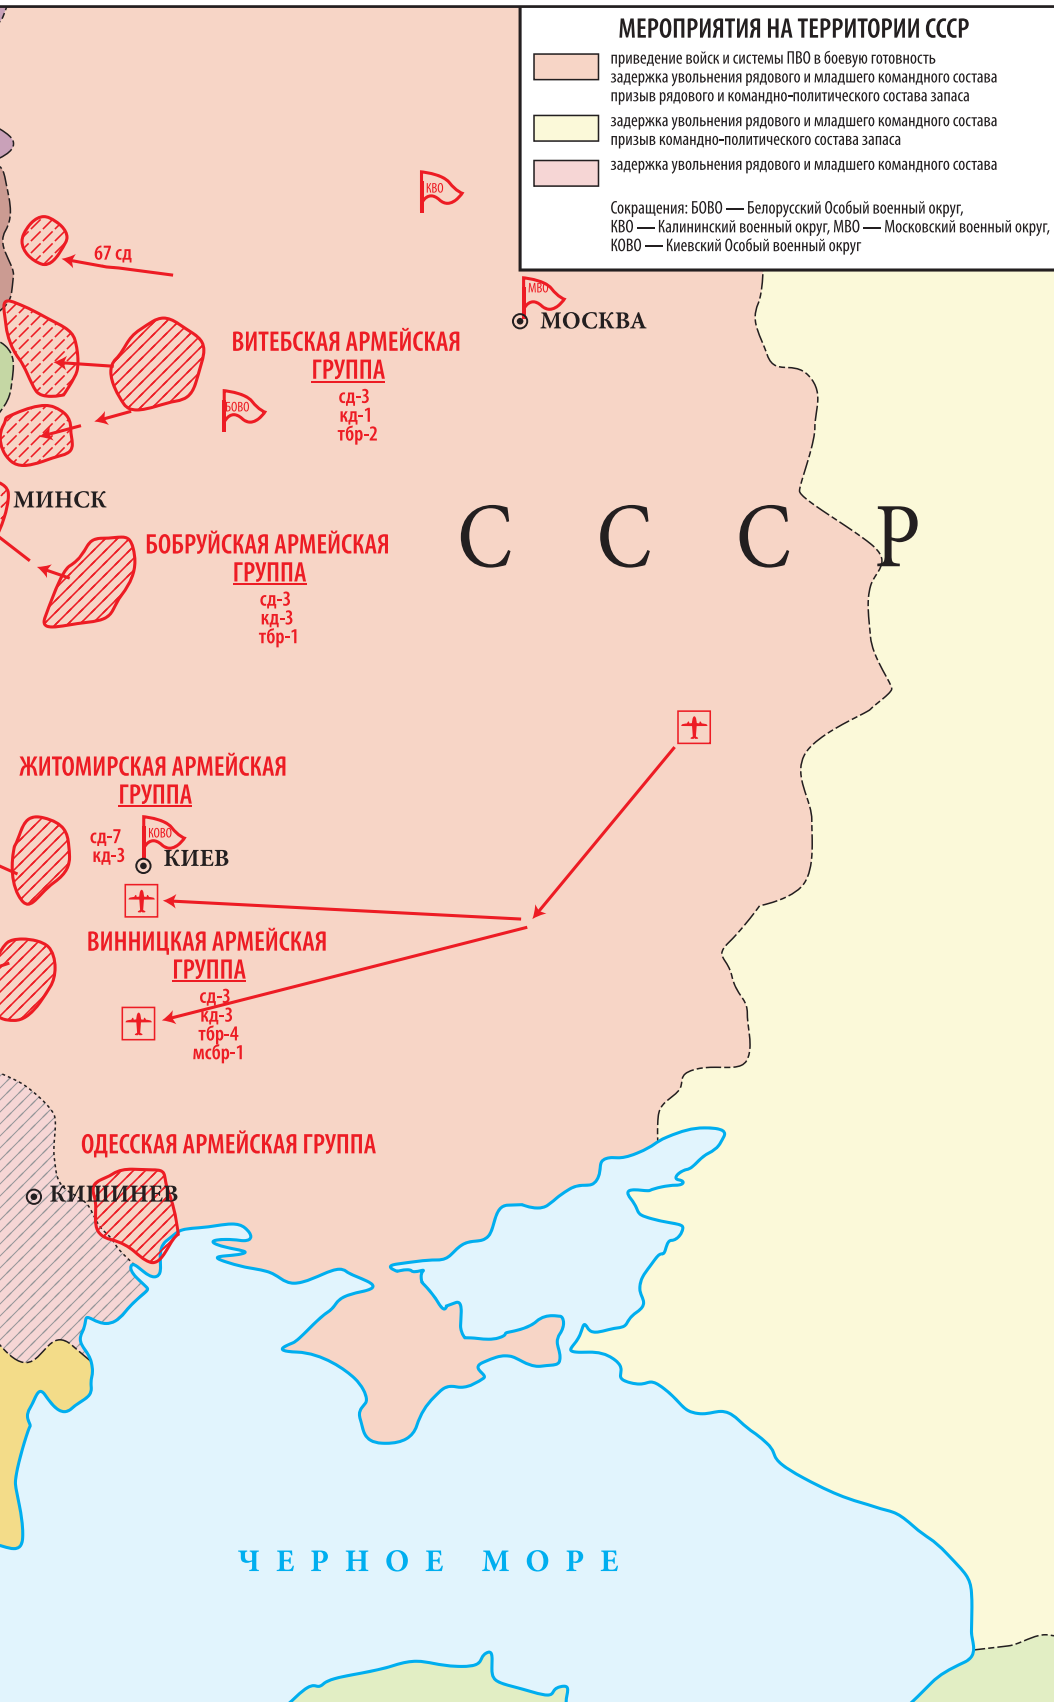 МЕРОПРИЯТИЯ НА ТЕРРИТОРИИ СССР
приведение войск и системы ПВО в боевую готовность
задержка увольнения рядового и младшего командного состава
призыв рядового и командно-политического состава запаса
задержка увольнения рядового и младшего командного состава
призыв командно-политического состава запаса
задержка увольнения рядового и младшего командного состава
Сокращения: БОВО — Белорусский Особый военный округ,
КВО — Калининский военный округ, МВО — Московский военный округ,
КОВО — Киевский Особый военный округ
КВО
67 сд
МВО
МОСКВА
ВИТЕБСКАЯ АРМЕЙСКАЯ
ГРУППА
сд-3
кд-1
тбр-2
БОВО
МИНСК
С С С Р
БОБРУЙСКАЯ АРМЕЙСКАЯ
ГРУППА
сд-3
кд-3
тбр-1
ЖИТОМИРСКАЯ АРМЕЙСКАЯ
ГРУППА
сд-7
кд-3
КОВО
КИЕВ
ВИННИЦКАЯ АРМЕЙСКАЯ
ГРУППА
сд-3
кд-3
тбр-4
мсбр-1
ОДЕССКАЯ АРМЕЙСКАЯ ГРУППА
КИШИНЕВ
ЧЕРНОЕ МОРЕ